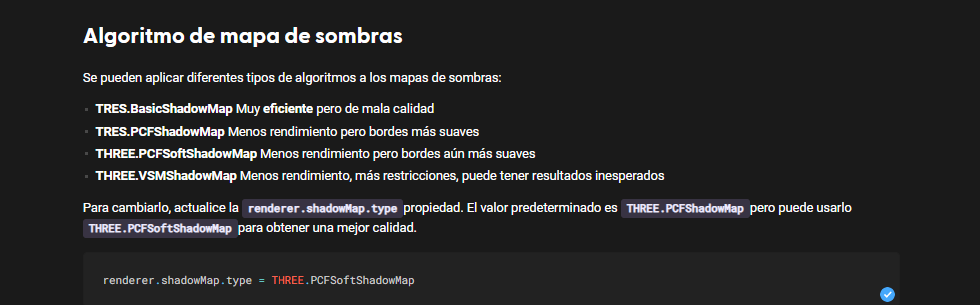 Algoritmo de mapa de sombras
Se pueden aplicar diferentes tipos de algoritmos a los mapas de sombras:
TRES.BasicShadowMap Muy eficiente pero de mala calidad
TRES.PCFShadowMap Menos rendimiento pero bordes más suaves
THREE.PCFSoftShadowMap Menos rendimiento pero bordes aún más suaves
THREE.VSMShadowMap Menos rendimiento, más restricciones, puede tener resultados inesperados
Para cambiarlo, actualice la renderer.shadowMap.type propiedad. El valor predeterminado es THREE.PCFShadowMap pero puede usarlo
THREE.PCFSoftShadowMap para obtener una mejor calidad.
renderer.shadowMap.type = THREE.PCFSoftShadowMap